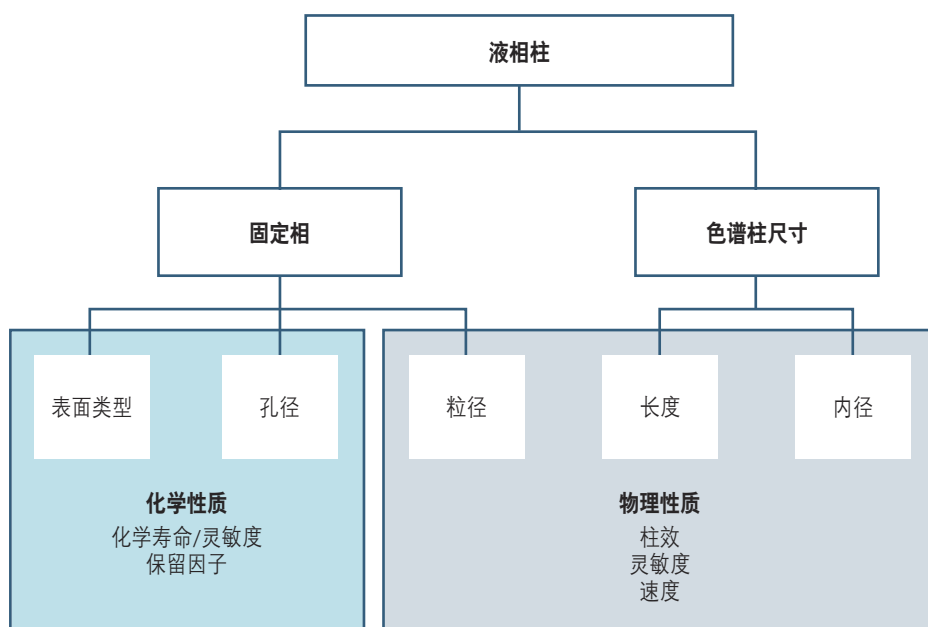 液相柱
固定相
色谱柱尺寸
表面类型
孔径
粒径
长度
内径
化学性质
化学寿命/灵敏度
保留因子
物理性质
柱效
灵敏度
速度